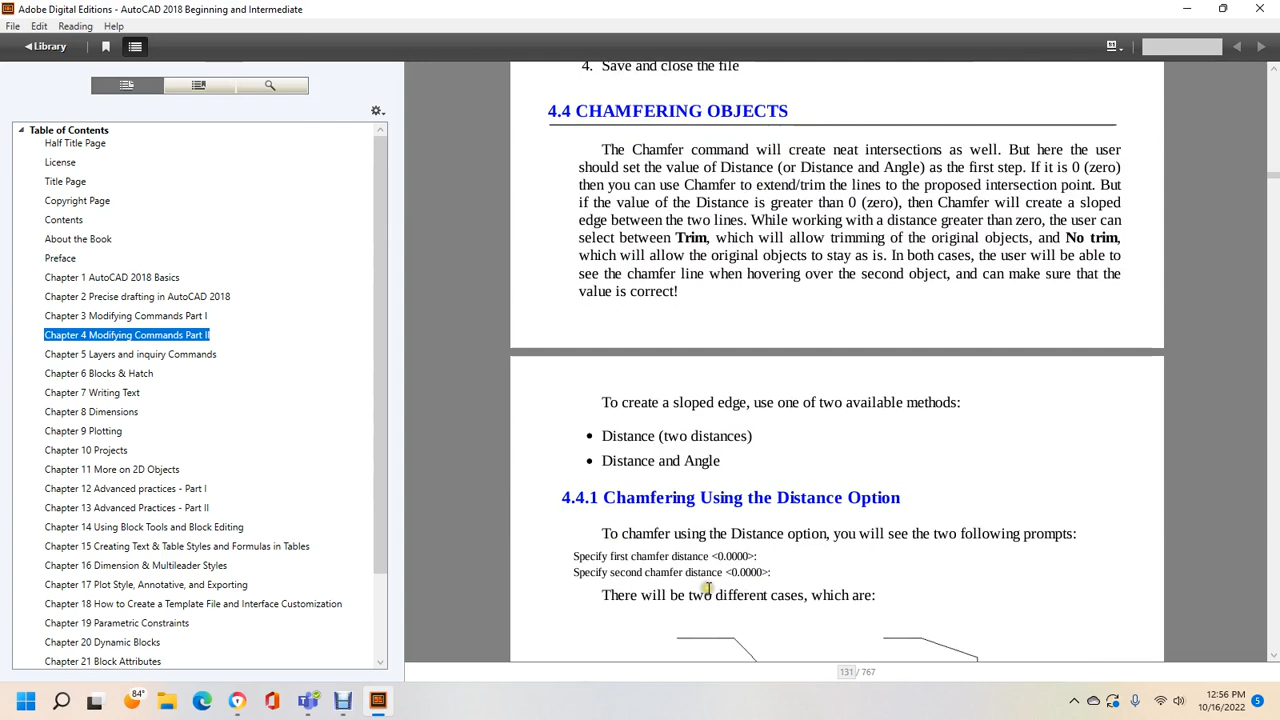 Adobe Digital Editions - AutoCAD 2018 Beginning and Intermediate
File Edit Reading Help
Library
Table of Contents
Half Title Page
License
Title Page
Copyright Page
Contents
About the Book
Preface
Chapter 1 AutoCAD 2018 Basics
Chapter 2 Precise drafting in AutoCAD 2018
Chapter 3 Modifying Commands Part I
Chapter 4 Modifying Commands Part II
Chapter 5 Layers and inquiry Commands
Chapter 6 Blocks & Hatch
Chapter 7 Writing Text
Chapter 8 Dimensions
Chapter 9 Plotting
Chapter 10 Projects
Chapter 11 More on 2D Objects
Chapter 12 Advanced practices - Part I
Chapter 13 Advanced Practices - Part II
Chapter 14 Using Block Tools and Block Editing
Chapter 15 Creating Text & Table Styles and Formulas in Tables
Chapter 16 Dimension & Multileader Styles
Chapter 17 Plot Style, Annotative, and Exporting
Chapter 18 How to Create a Template File and Interface Customization
Chapter 19 Parametric Constraints
Chapter 20 Dynamic Blocks
Chapter 21 Block Attributes
4. Save and close the file
4.4 CHAMFERING OBJECTS
The Chamfer command will create neat intersections as well. But here the user
should set the value of Distance (or Distance and Angle) as the first step. If it is 0 (zero)
then you can use Chamfer to extend/trim the lines to the proposed intersection point. But
if the value of the Distance is greater than 0 (zero), then Chamfer will create a sloped
edge between the two lines. While working with a distance greater than zero, the user can
select between Trim, which will allow trimming of the original objects, and No trim,
which will allow the original objects to stay as is. In both cases, the user will be able to
see the chamfer line when hovering over the second object, and can make sure that the
value is correct!
To create a sloped edge, use one of two available methods:
• Distance (two distances)
• Distance and Angle
4.4.1 Chamfering Using the Distance Option
To chamfer using the Distance option, you will see the two following prompts:
Specify first chamfer distance <0.0000>:
Specify second chamfer distance <0.0000>:
There will be two different cases, which are:
131 / 767
84°
12:56 PM
10/16/2022
5